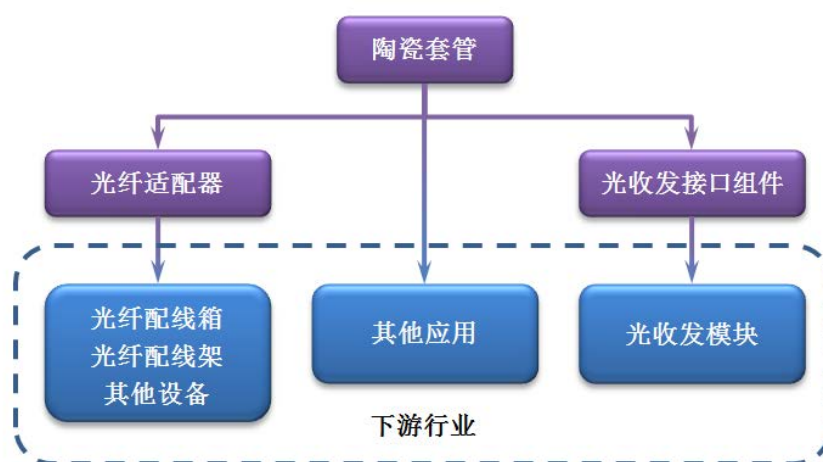 陶瓷套管
光纤适配器
光收发接口组件
光纤配线箱
光纤配线架
其他设备
其他应用
光收发模块
下游行业